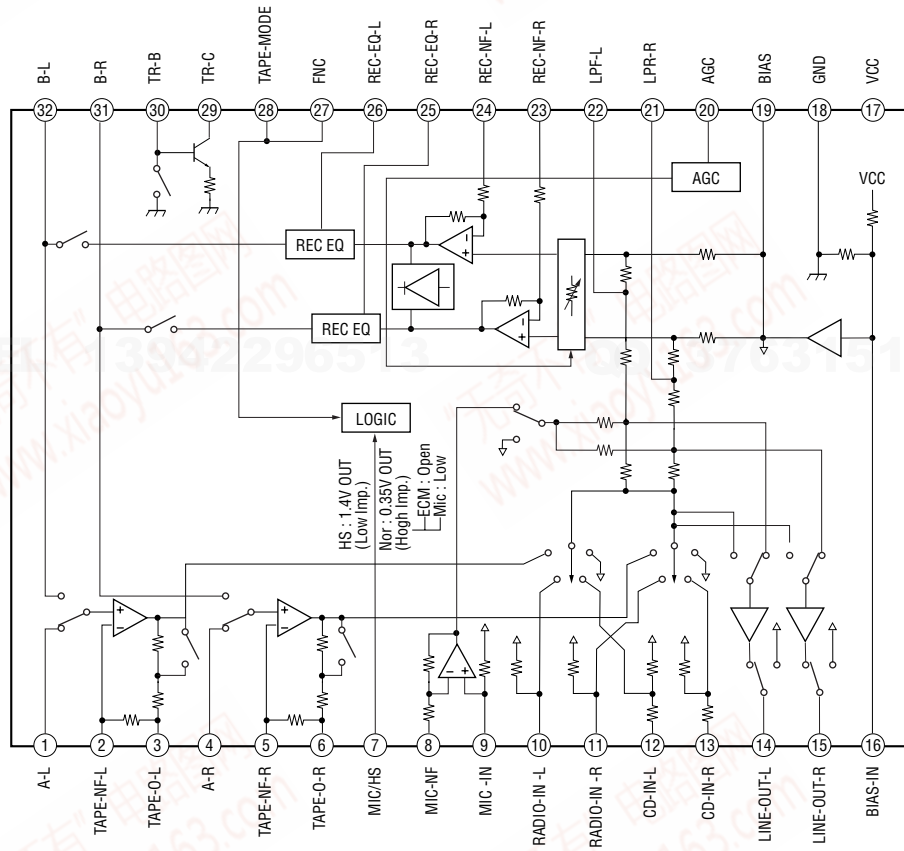 B-L
B-R
TR-B
TR-C
TAPE-MODE
FNC
REC-EQ-L
REC-EQ-R
REC-NF-L
REC-NF-R
LPF-L
LPR-R
AGC
BIAS
GND
VCC
32
31
30
29
28
27
26
25
24
23
22
21
20
19
18
17
AGC
VCC
REC EQ
REC EQ
LOGIC
HS : 1.4V OUT
(Low Imp.)
Nor : 0.35V OUT
(Hogh Imp.)
ECM : Open
Mic : Low
+
−
+
−
−
+
−
+
−
+
1
2
3
4
5
6
7
8
9
10
11
12
13
14
15
16
A-L
TAPE-NF-L
TAPE-O-L
A-R
TAPE-NF-R
TAPE-O-R
MIC/HS
MIC-NF
MIC -IN
RADIO-IN -L
RADIO-IN -R
CD-IN-L
CD-IN-R
LINE-OUT-L
LINE-OUT-R
BIAS-IN
www.xiaoyu163.com